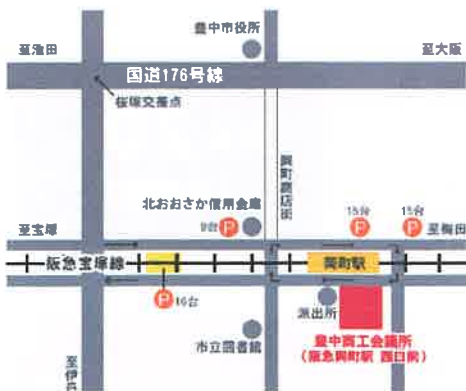 豊中市役所
至池田
至大阪
国道176号線
桜塚交差点
岡町商店街
北おおさか信用金庫
9台 P
15台
P
15台
P
至宝塚
至梅田
阪急宝塚線
岡町駅
P 16台
派出所
市立図書館
豊中商工会議所
(阪急岡町駅 西口前)
至伊丹